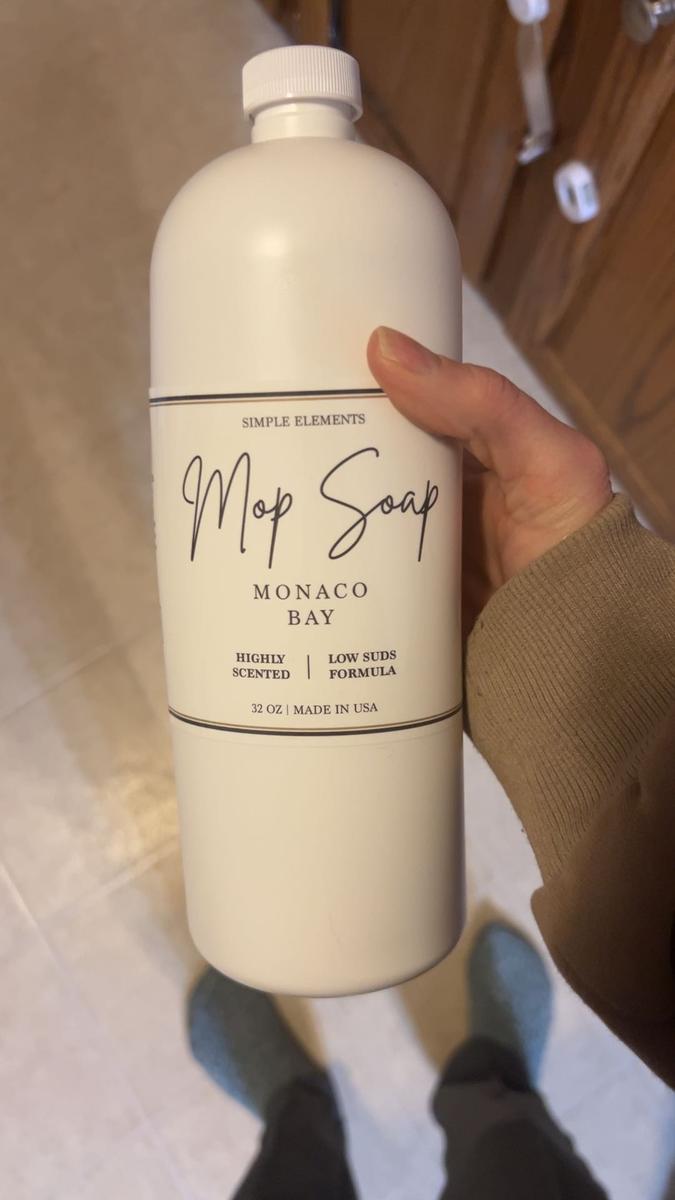 SIMPLE ELEMENTS
Mop Soap
MONACO
BAY
HIGHLY
SCENTED
LOW SUDS
FORMULA
32 OZ | MADE IN USA